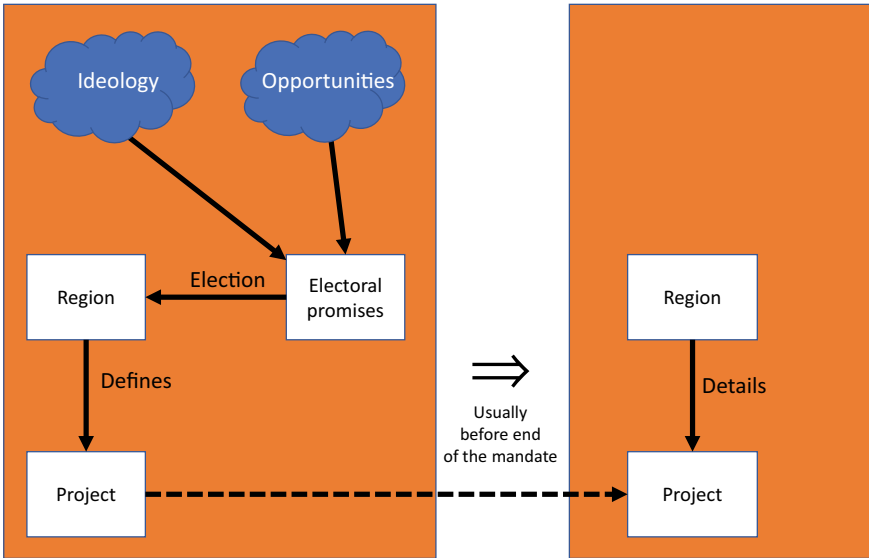 Ideology
Opportunities
Region
Election
Electoral
promises
Defines
Project
⇒
Usually
before end
of the mandate
Region
Details
Project